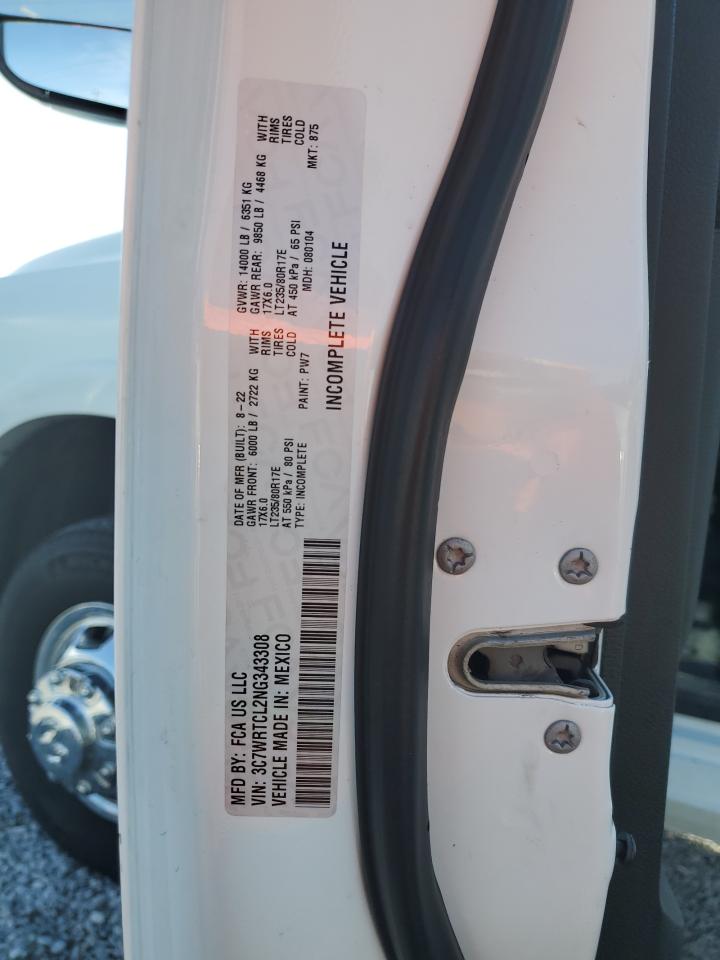 MFD BY: FCA US LLC
VIN: 3C7WRTCL2NG343308
VEHICLE MADE IN: MEXICO
DATE OF MFR (BUILT): 8-22
GAWR FRONT: 6000 LB / 2722 KG WITH
17X6.0 RIMS
LT235/80R17E TIRES
AT 550 kPa / 80 PSI COLD
TYPE: INCOMPLETE
PAINT: PW7
GVWR: 14000 LB / 6351 KG
GAWR REAR: 9850 LB / 4468 KG WITH
17X6.0 RIMS
LT235/80R17E TIRES
AT 450 kPa / 65 PSI COLD
MDH: 080104 MKT: 875
INCOMPLETE VEHICLE